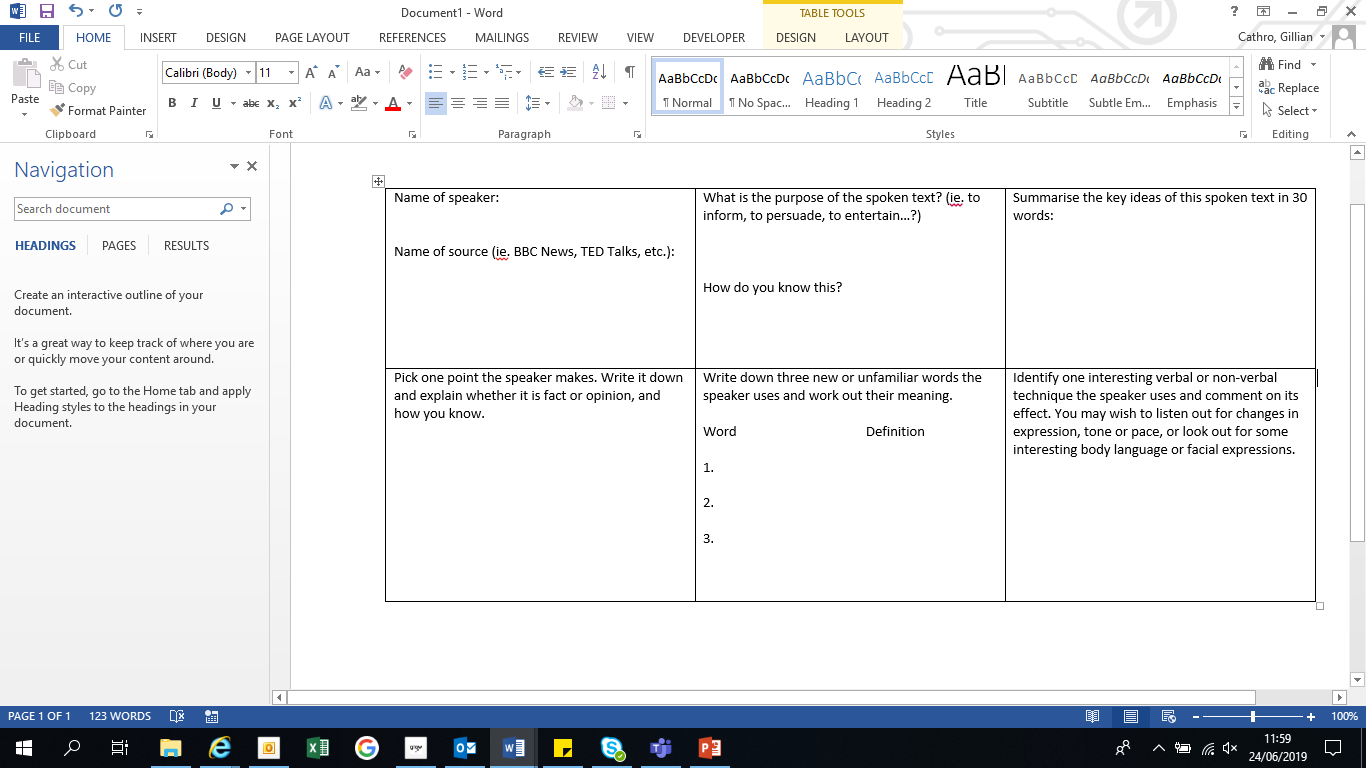 Document1 - Word
TABLE TOOLS
FILE
HOME
INSERT
DESIGN
PAGE LAYOUT
REFERENCES
MAILINGS
REVIEW
VIEW
DEVELOPER
DESIGN
LAYOUT
Cathro, Gillian
Paste
Cut
Copy
Format Painter
Clipboard
Calibri (Body)
11
Font
Paragraph
AaBbCcDc
¶ Normal
AaBbCcDc
¶ No Spac...
AaBbCc
Heading 1
AaBbCcD
Heading 2
AaBl
Title
AaBbCcD
Subtitle
AaBbCcDc
Subtle Em...
AaBbCcDc
Emphasis
Styles
Find
Replace
Select
Editing
Navigation
Search document
HEADINGS
PAGES
RESULTS
Create an interactive outline of your
document.
It's a great way to keep track of where you are
or quickly move your content around.
To get started, go to the Home tab and apply
Heading styles to the headings in your
document.
Name of speaker:
Name of source (ie. BBC News, TED Talks, etc.):
What is the purpose of the spoken text? (ie. to
inform, to persuade, to entertain...?)
How do you know this?
Summarise the key ideas of this spoken text in 30
words:
Pick one point the speaker makes. Write it down
and explain whether it is fact or opinion, and
how you know.
Write down three new or unfamiliar words the
speaker uses and work out their meaning.
Word Definition
1.
2.
3.
Identify one interesting verbal or non-verbal
technique the speaker uses and comment on its
effect. You may wish to listen out for changes in
expression, tone or pace, or look out for some
interesting body language or facial expressions.
PAGE 1 OF 1
123 WORDS
100%
11:59
24/06/2019